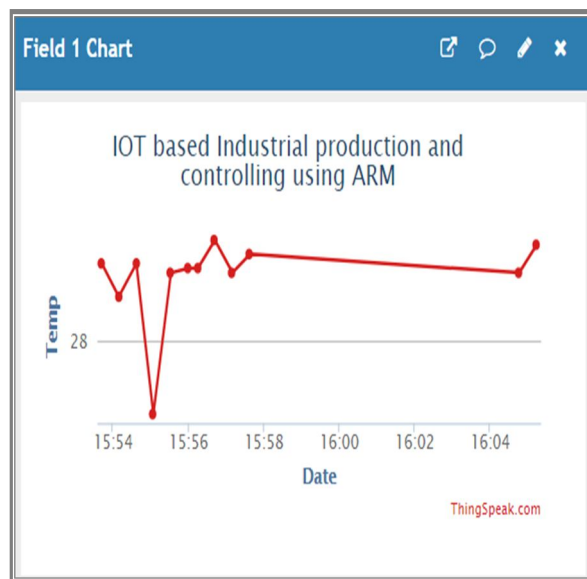 Field 1 Chart
IOT based Industrial production and
controlling using ARM
Temp
28
15:54 15:56 15:58 16:00 16:02 16:04
Date
ThingSpeak.com